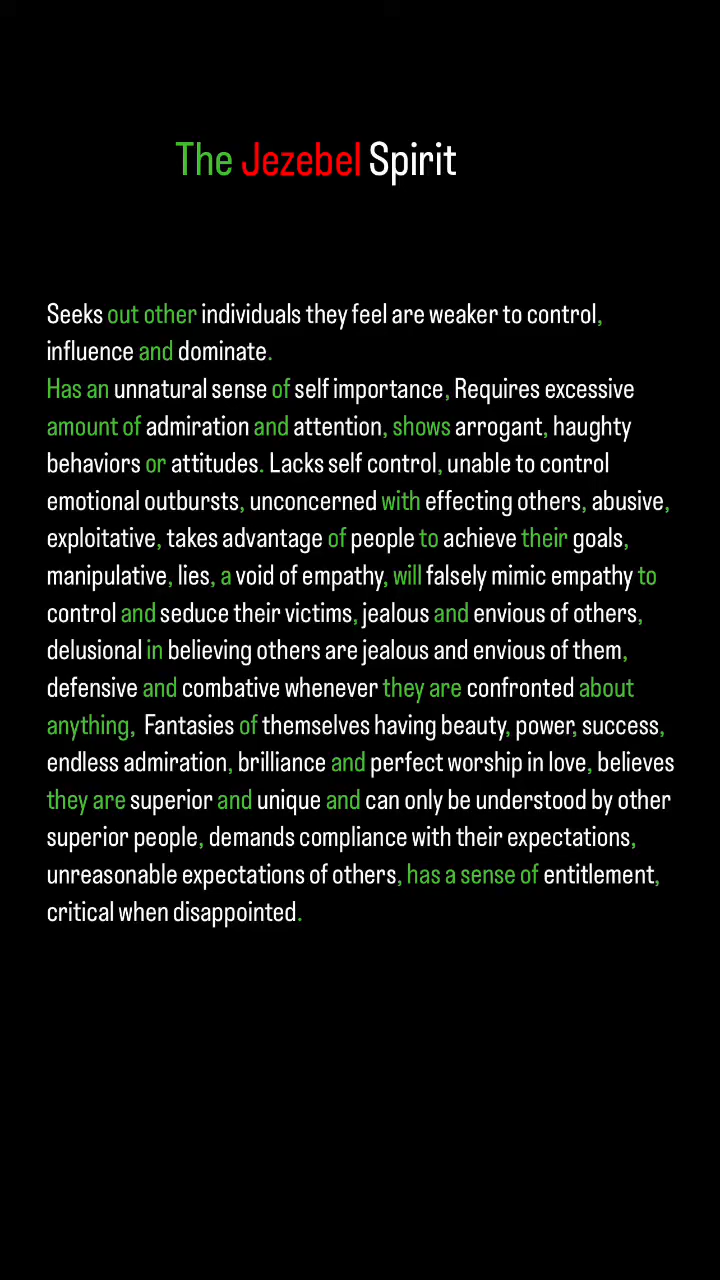 The Jezebel Spirit
Seeks out other individuals they feel are weaker to control,
influence and dominate.
Has an unnatural sense of self importance, Requires excessive
amount of admiration and attention, shows arrogant, haughty
behaviors or attitudes. Lacks self control, unable to control
emotional outbursts, unconcerned with effecting others, abusive,
exploitative, takes advantage of people to achieve their goals,
manipulative, lies, a void of empathy, will falsely mimic empathy to
control and seduce their victims, jealous and envious of others,
delusional in believing others are jealous and envious of them,
defensive and combative whenever they are confronted about
anything,  Fantasies of themselves having beauty, power, success,
endless admiration, brilliance and perfect worship in love, believes
they are superior and unique and can only be understood by other
superior people, demands compliance with their expectations,
unreasonable expectations of others, has a sense of entitlement,
critical when disappointed.